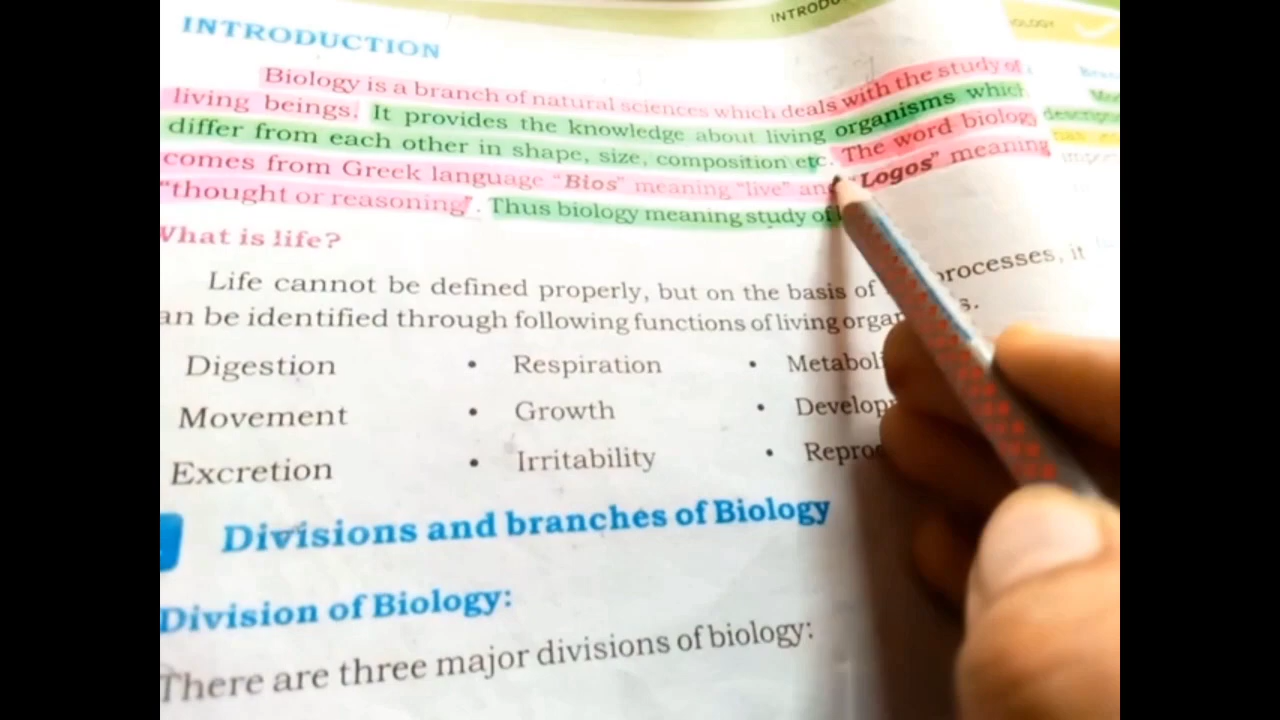 INTRODUCTION
Biology is a branch of natural sciences which deals with the study of
living beings. It provides the knowledge about living organisms which
differ from each other in shape, size, composition etc. The word biology
comes from Greek language "Bios" meaning "live" and "Logos" meaning
"thought or reasoning". Thus biology meaning study of
What is life?
Life cannot be defined properly, but on the basis of processes, it
an be identified through following functions of living
Digestion • Respiration •
Movement • Growth •
Excretion • Irritability •
Divisions and branches of Biology
Division of Biology:
There are three major divisions of biology: